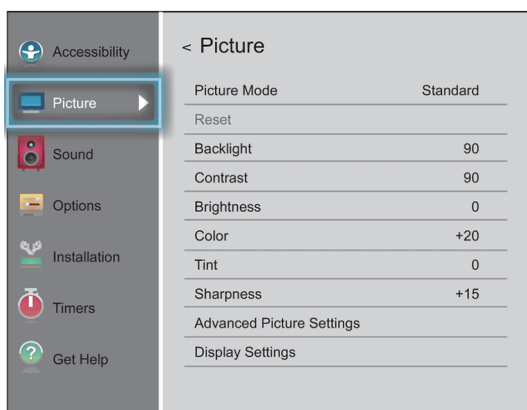 Accessibility
Picture
Sound
Options
Installation
Timers
Get Help
< Picture
Picture Mode Standard
Reset
Backlight 90
Contrast 90
Brightness 0
Color +20
Tint 0
Sharpness +15
Advanced Picture Settings
Display Settings